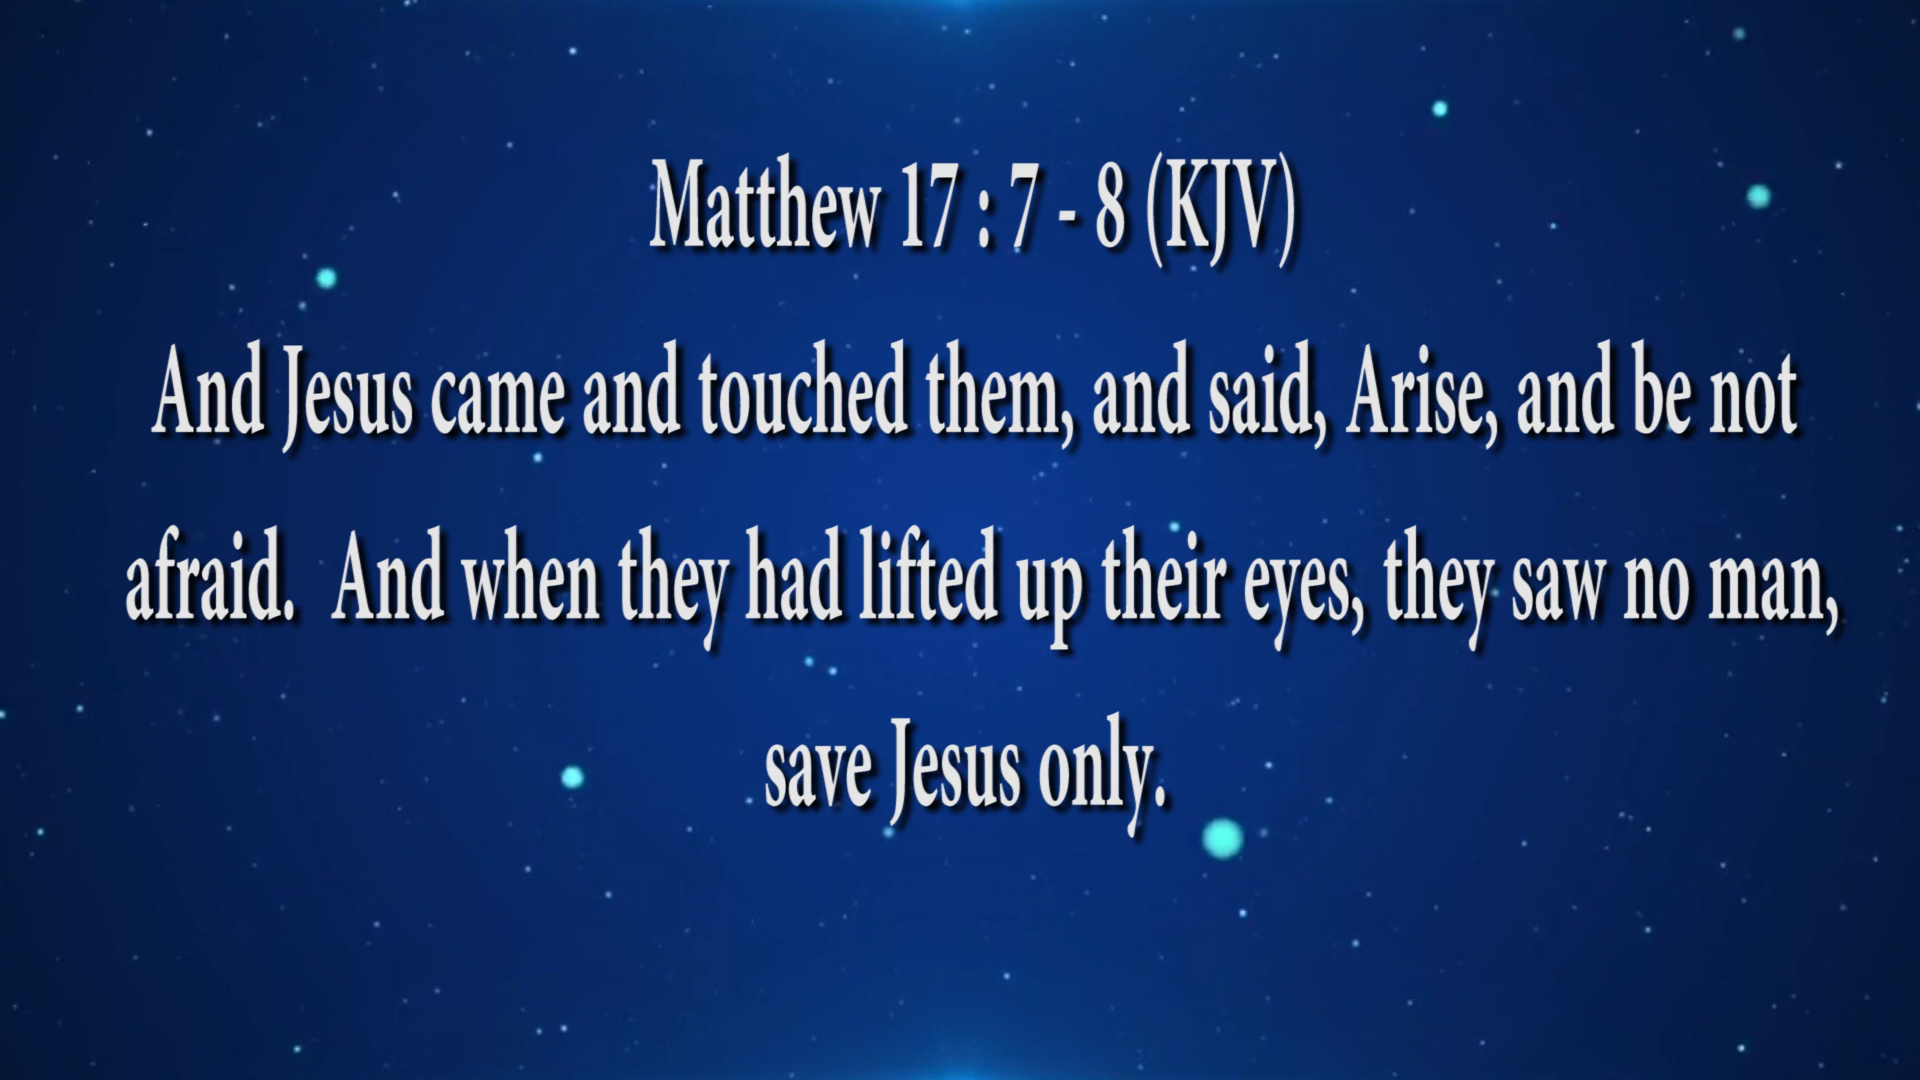 Matthew 17 : 7 - 8 (KJV)
And Jesus came and touched them, and said, Arise, and be not
afraid.  And when they had lifted up their eyes, they saw no man,
save Jesus only.